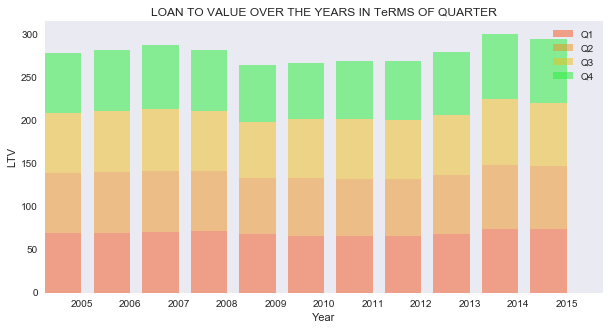 LOAN TO VALUE OVER THE YEARS IN TeRMS OF QUARTER
300
250
200
150
100
50
0
LTV
Q1
Q2
Q3
Q4
2005 2006 2007 2008 2009 2010 2011 2012 2013 2014 2015
Year